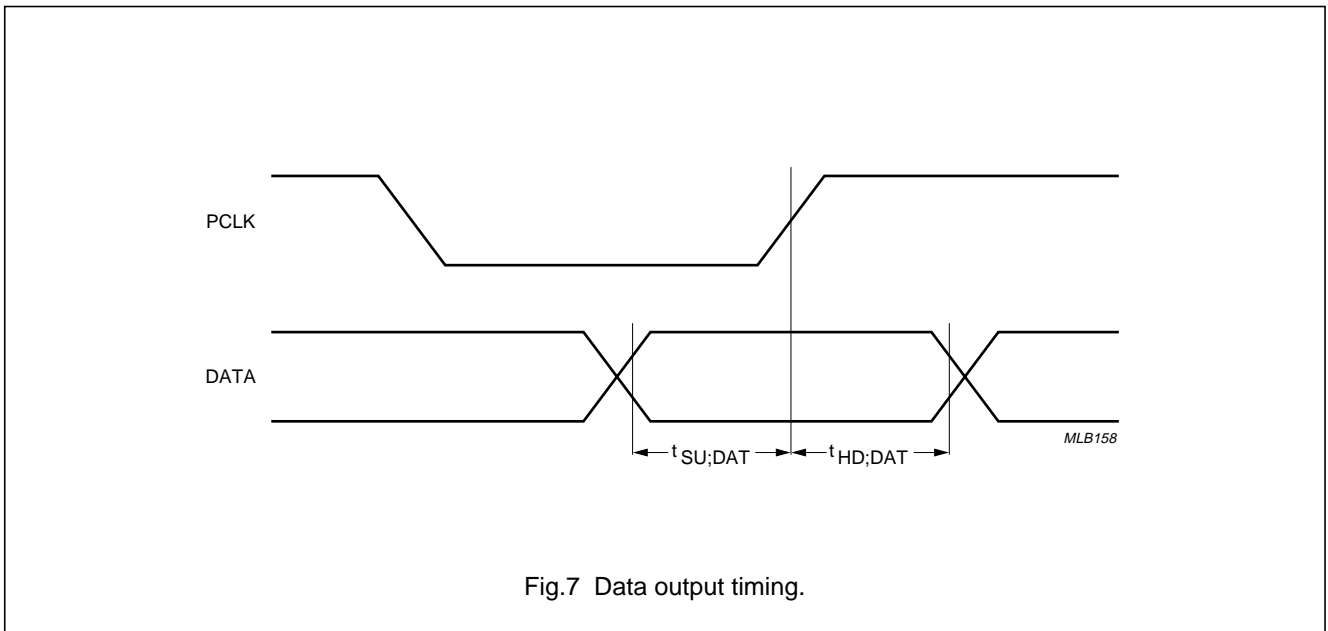 PCLK
DATA
MLB158
t SU;DAT
t HD;DAT
Fig.7 Data output timing.